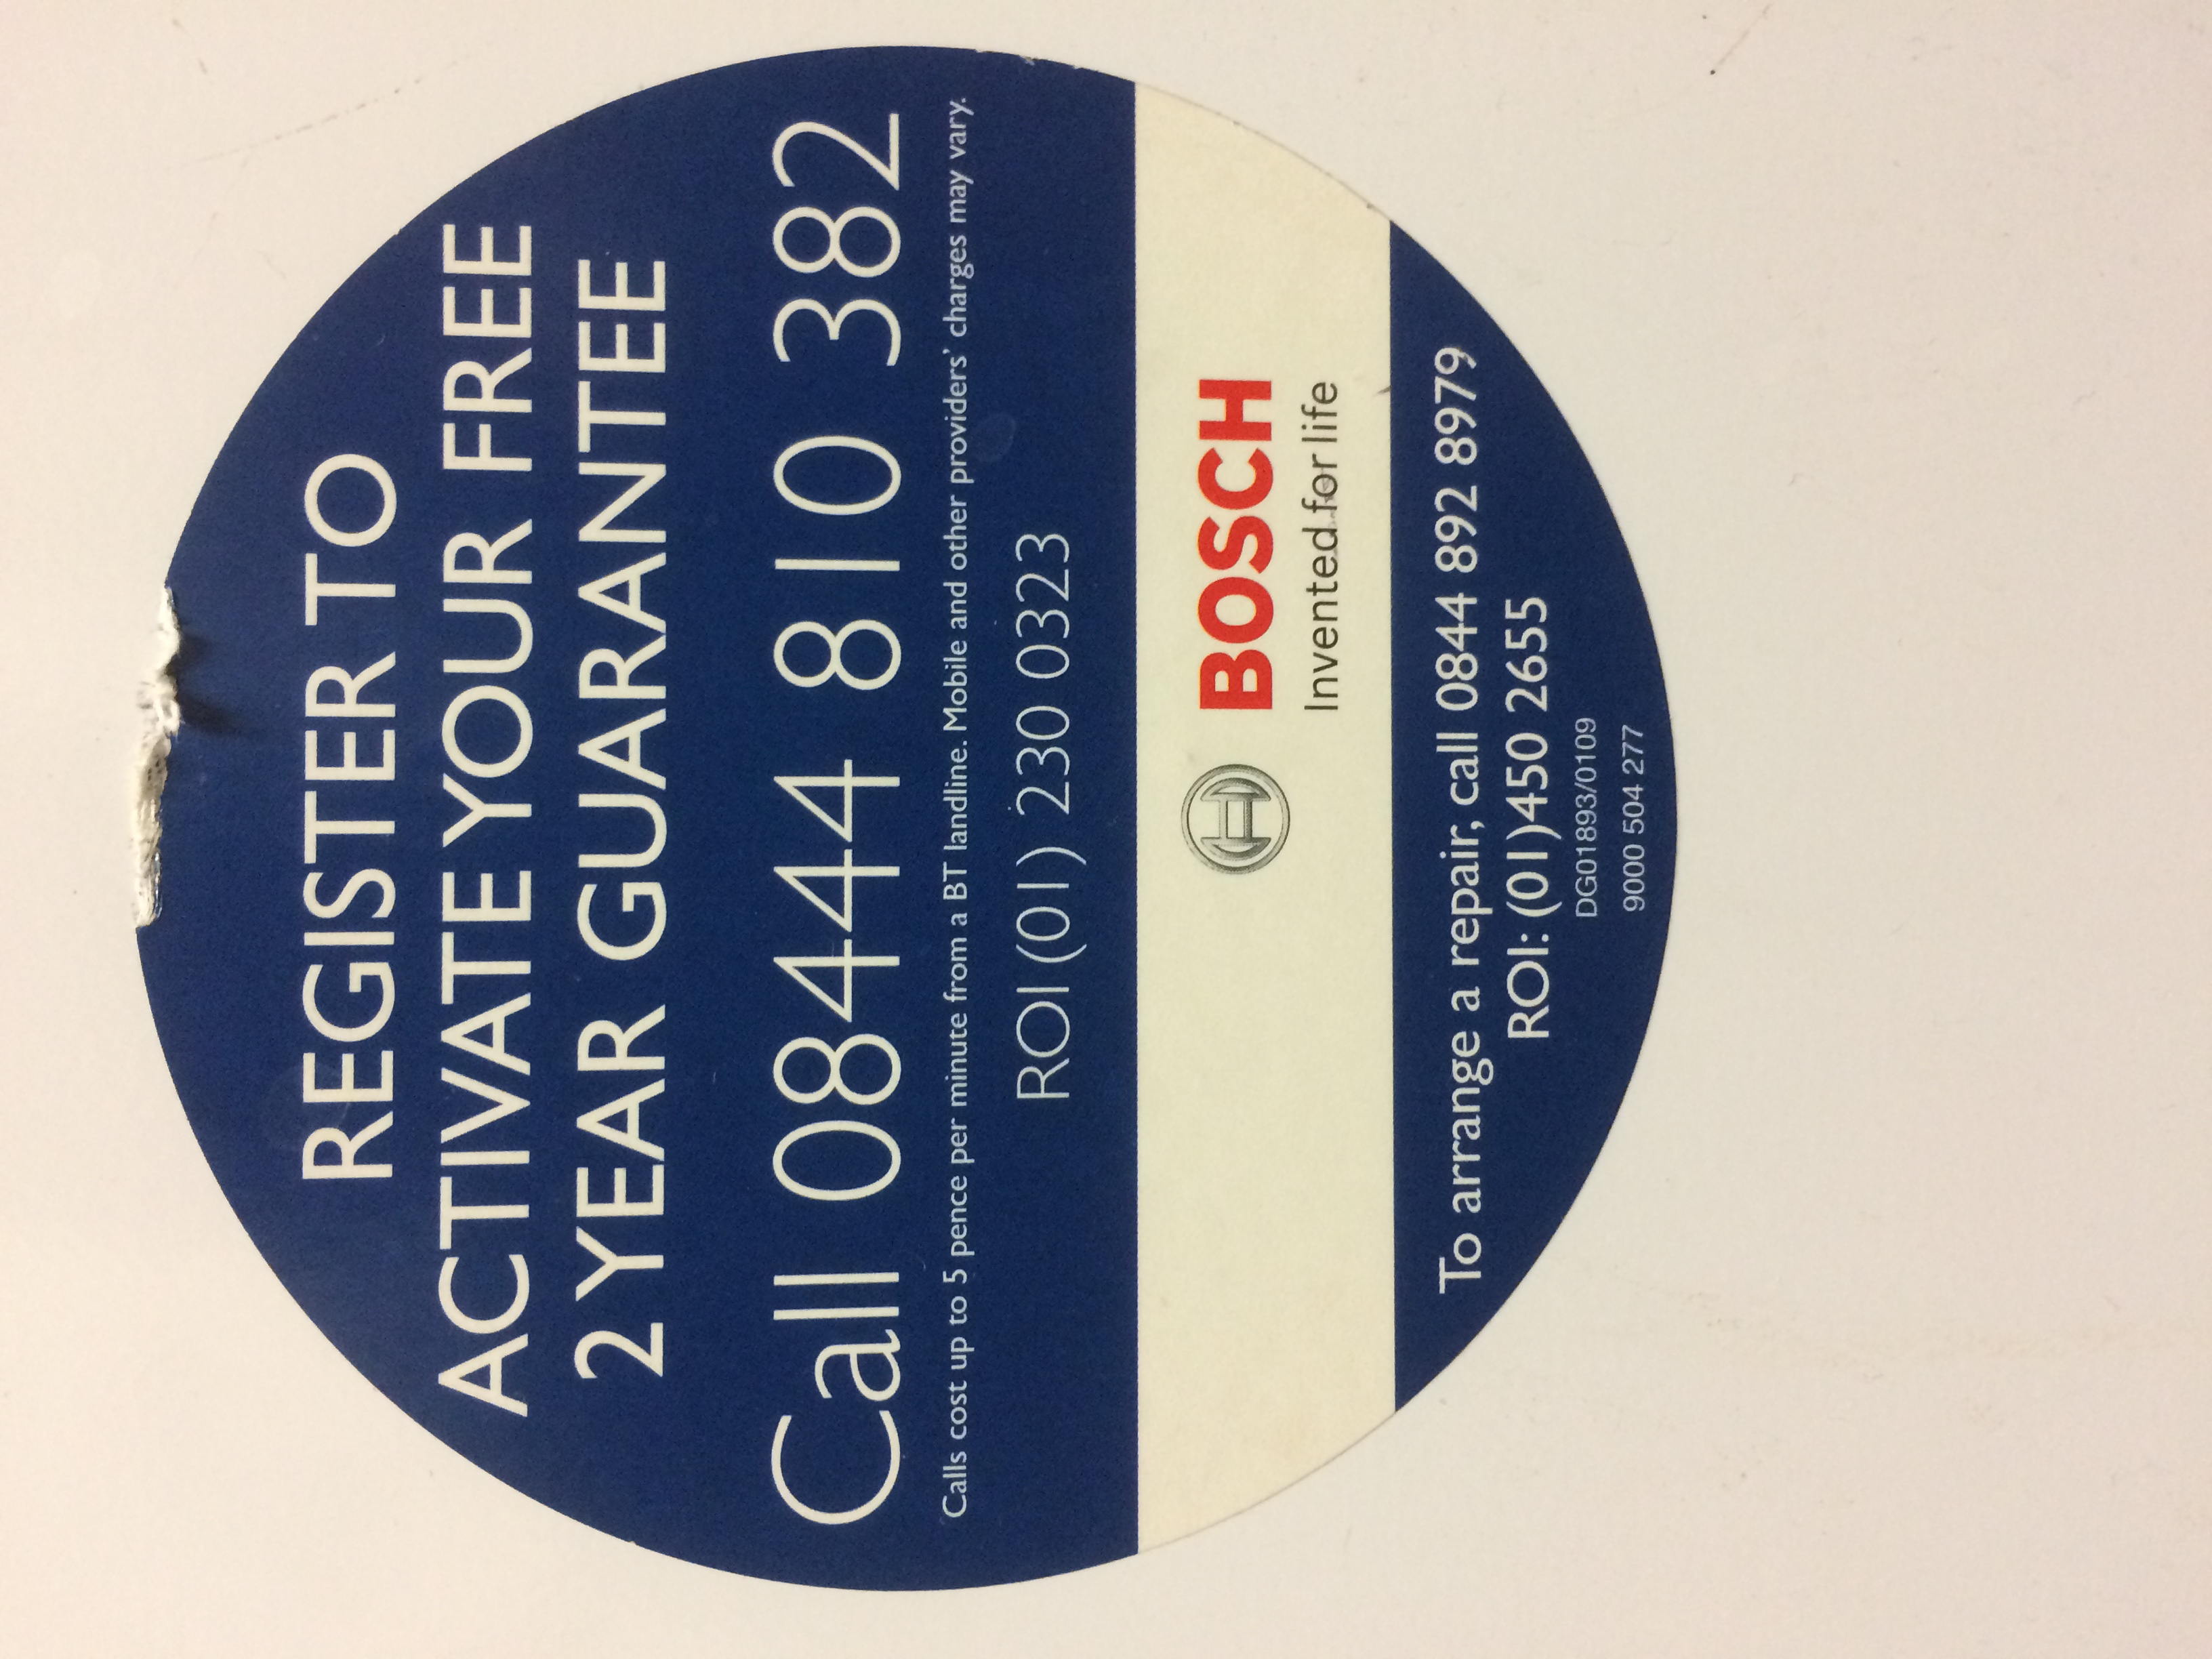 REGISTER TO
ACTIVATE YOUR FREE
2 YEAR GUARANTEE
Call 0844 810 382
Calls cost up to 5 pence per minute from a BT landline. Mobile and other providers' charges may vary.
ROI (01) 230 0323
BOSCH
Invented for life
To arrange a repair, call 0844 892 8979
ROI: (01)450 2655
DG01893/0109
9000 504 277